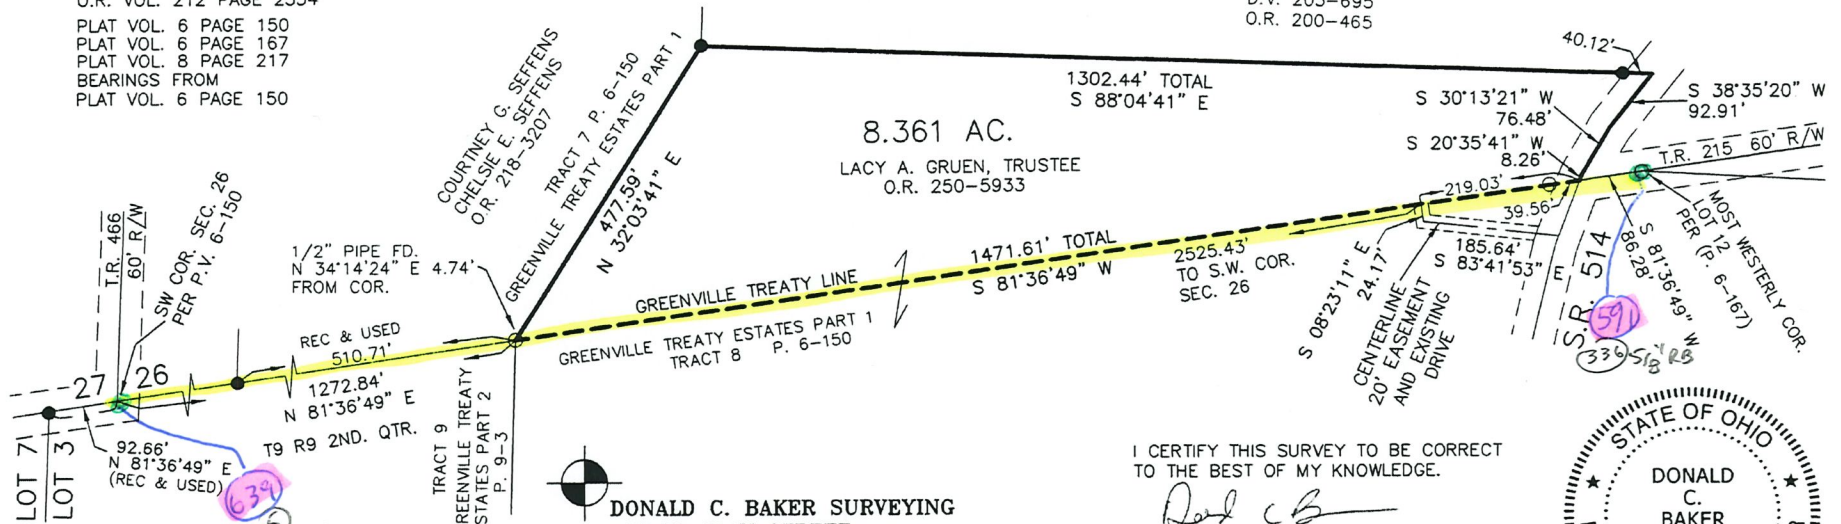 O.R. VOL. 212 PAGE 2334
PLAT VOL. 6 PAGE 150
PLAT VOL. 6 PAGE 167
PLAT VOL. 8 PAGE 217
BEARINGS FROM
PLAT VOL. 6 PAGE 150
D.V. 203-695
O.R. 200-465
COURTNEY G. SEFFENS
CHELSIE E. SEFFENS
O.R. 218-3207
TRACT 7 P. 6-150
GREENVILLE TREATY ESTATES PART 1
477.59'
N 32°03'41" E
1302.44' TOTAL
S 88°04'41" E
40.12'
S 38°35'20" W
92.91'
S 30°13'21" W
76.48'
S 20°35'41" W
8.26'
T.R. 215 60' R/W
8.361 AC.
LACY A. GRUEN, TRUSTEE
O.R. 250-5933
219.03'
39.56'
MOST WESTERLY COR.
LOT 12
PER (P. 6-167)
T.R. 466
60' R/W
SW COR. SEC. 26
PER P.V. 6-150
1/2" PIPE FD.
N 34°14'24" E 4.74'
FROM COR.
GREENVILLE TREATY LINE
1471.61' TOTAL
S 81°36'49" W
2525.43'
TO S.W. COR.
SEC. 26
185.64'
S 83°41'53" E
S 08°23'11" E
24.17'
CENTERLINE
20' EASEMENT
AND EXISTING
DRIVE
S.R. 514
S 81°36'49" W
86.28'
591
336 5/8" RB
GREENVILLE TREATY ESTATES PART 1
TRACT 8 P. 6-150
REC & USED
510.71'
1272.84'
N 81°36'49" E
T9 R9 2ND. QTR.
27
26
92.66'
N 81°36'49" E
(REC & USED)
639
LOT 7
LOT 3
TRACT 9
GREENVILLE TREATY
ESTATES PART 2
P. 9-3
DONALD C. BAKER SURVEYING
I CERTIFY THIS SURVEY TO BE CORRECT
TO THE BEST OF MY KNOWLEDGE.
STATE OF OHIO
DONALD
C.
BAKER